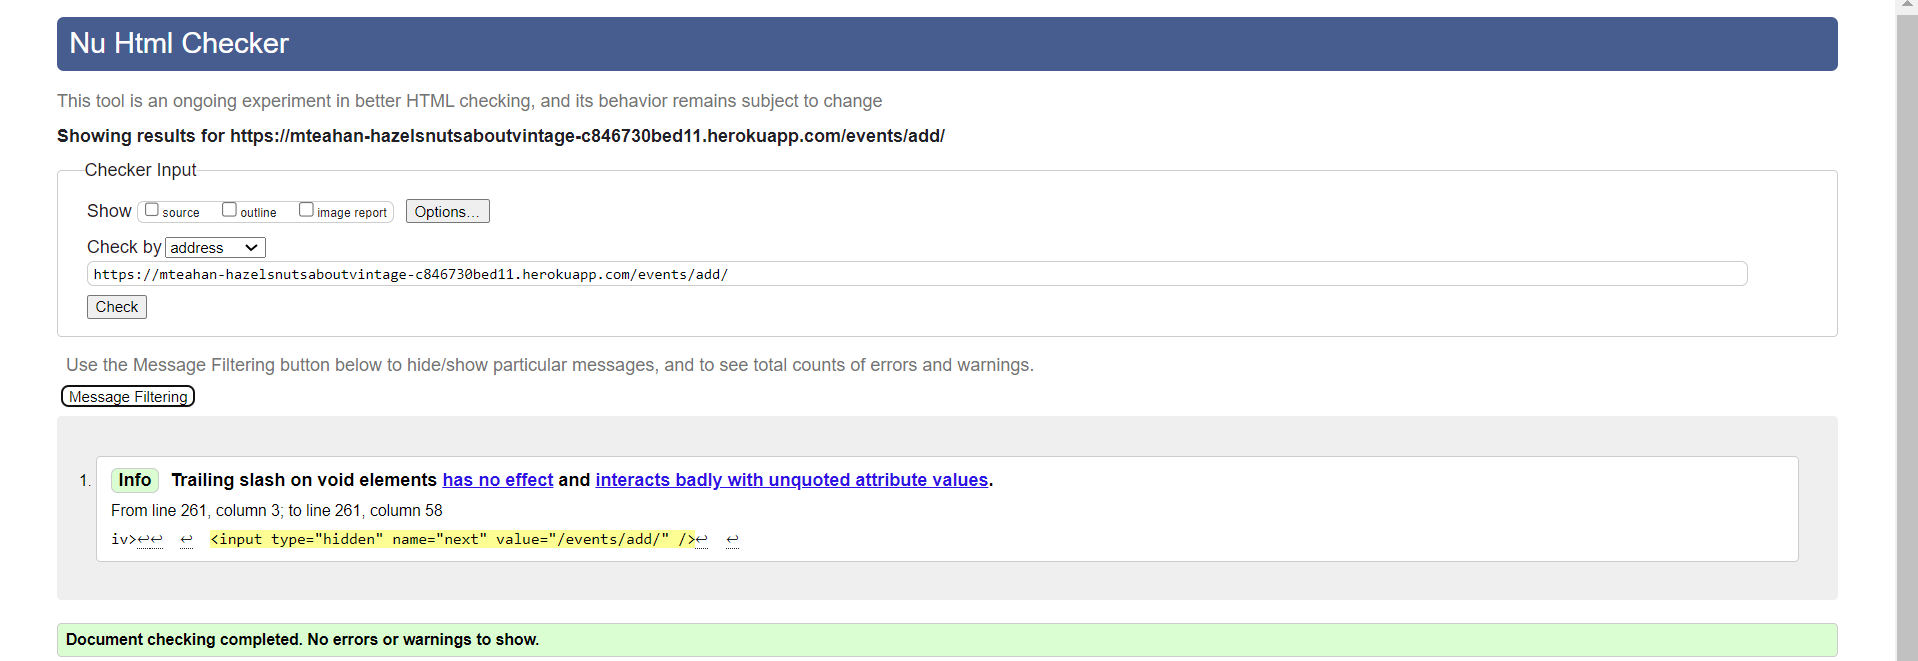 Nu Html Checker
This tool is an ongoing experiment in better HTML checking, and its behavior remains subject to change
Showing results for https://mteahan-hazelsnutsaboutvintage-c846730bed11.herokuapp.com/events/add/
Checker Input
Show source outline image report Options...
Check by address
https://mteahan-hazelsnutsaboutvintage-c846730bed11.herokuapp.com/events/add/
Check
Use the Message Filtering button below to hide/show particular messages, and to see total counts of errors and warnings.
Message Filtering
1. Info Trailing slash on void elements has no effect and interacts badly with unquoted attribute values.
From line 261, column 3; to line 261, column 58
iv>↩↩ ↩ <input type="hidden" name="next" value="/events/add/" />↩ ↩
Document checking completed. No errors or warnings to show.